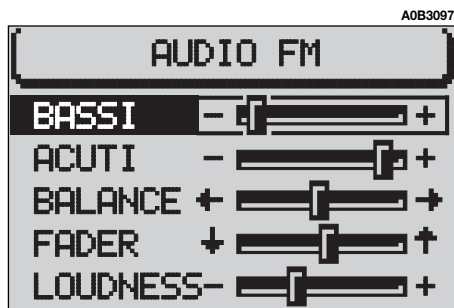 A0B3097
AUDIO FM
BASSI - +
ACUTI - +
BALANCE ← →
FADER ↓ ↑
LOUDNESS - +